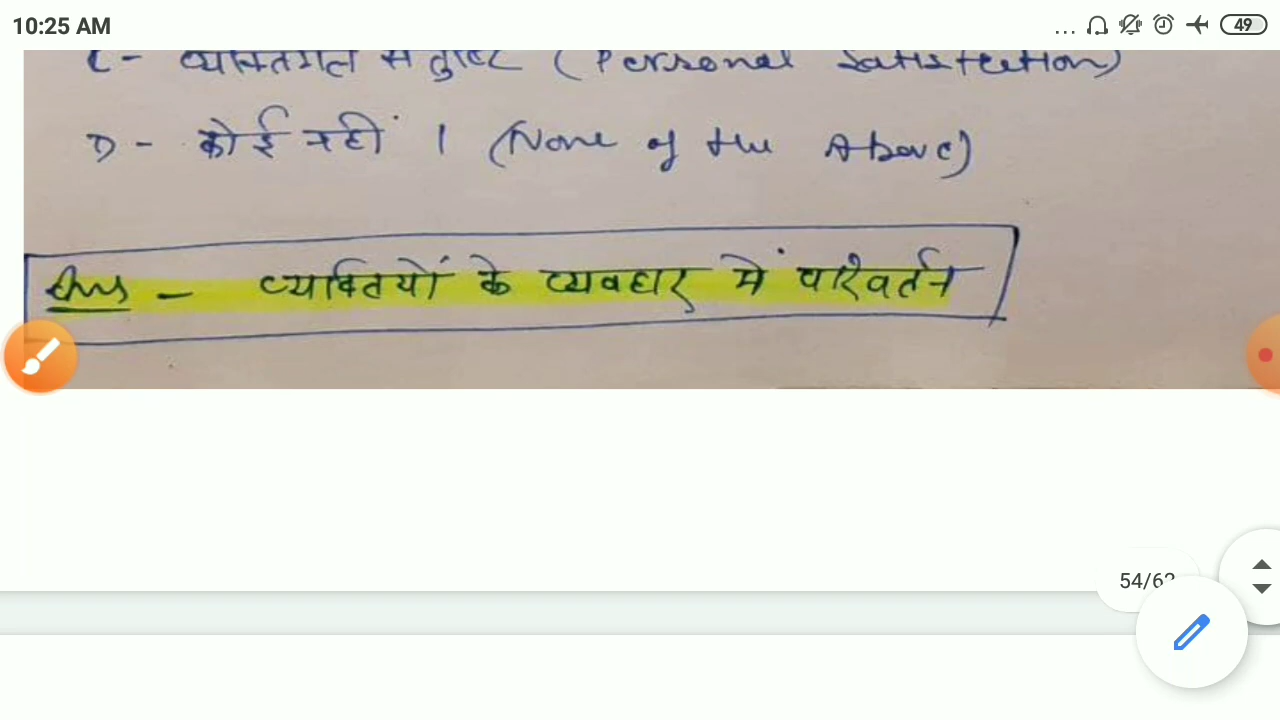 10:25 AM
... 49
C - व्यक्तिगत संतुष्टि (Personal Satisfection)
D - कोई नहीं । (None of the Above)
Ans - व्यक्तियों के व्यवहार में परिवर्तन
54/62